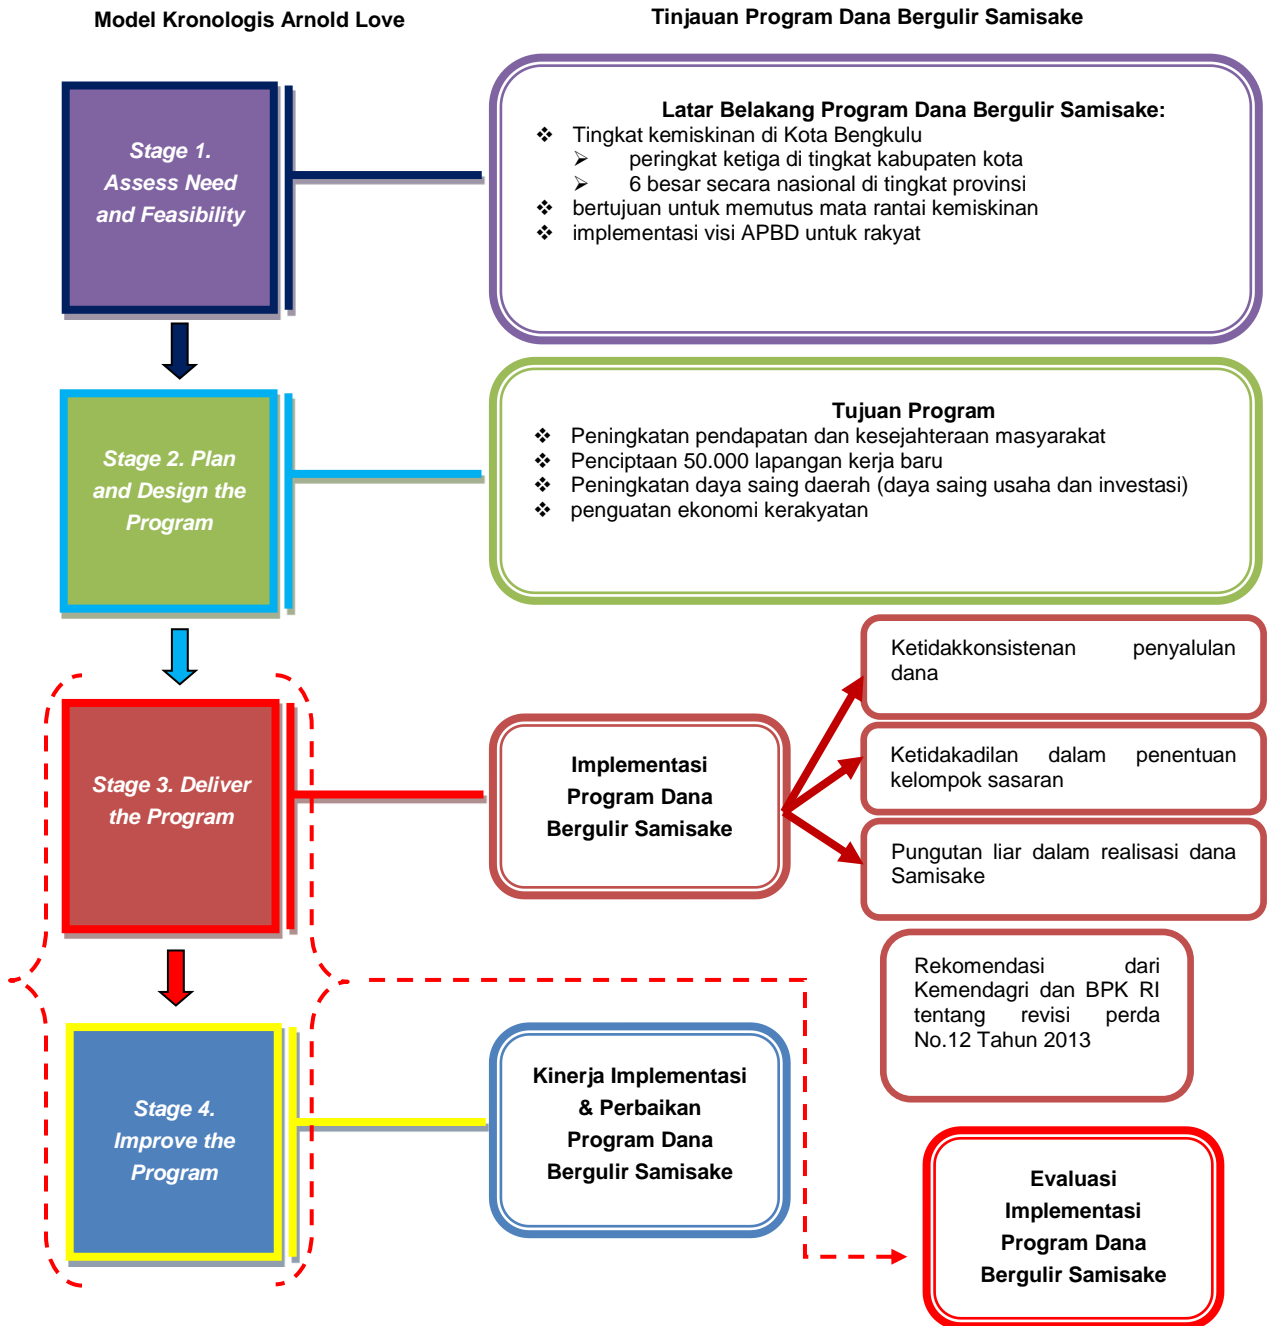 Model Kronologis Arnold Love
Tinjauan Program Dana Bergulir Samisake
Stage 1.
Assess Need
and Feasibility
Latar Belakang Program Dana Bergulir Samisake:
❖ Tingkat kemiskinan di Kota Bengkulu
➢ peringkat ketiga di tingkat kabupaten kota
➢ 6 besar secara nasional di tingkat provinsi
❖ bertujuan untuk memutus mata rantai kemiskinan
❖ implementasi visi APBD untuk rakyat
Stage 2. Plan
and Design the
Program
Tujuan Program
❖ Peningkatan pendapatan dan kesejahteraan masyarakat
❖ Penciptaan 50.000 lapangan kerja baru
❖ Peningkatan daya saing daerah (daya saing usaha dan investasi)
❖ penguatan ekonomi kerakyatan
Stage 3. Deliver
the Program
Implementasi
Program Dana
Bergulir Samisake
Ketidakkonsistenan penyalulan
dana
Ketidakadilan dalam penentuan
kelompok sasaran
Pungutan liar dalam realisasi dana
Samisake
Rekomendasi dari
Kemendagri dan BPK RI
tentang revisi perda
No.12 Tahun 2013
Stage 4.
Improve the
Program
Kinerja Implementasi
& Perbaikan
Program Dana
Bergulir Samisake
Evaluasi
Implementasi
Program Dana
Bergulir Samisake